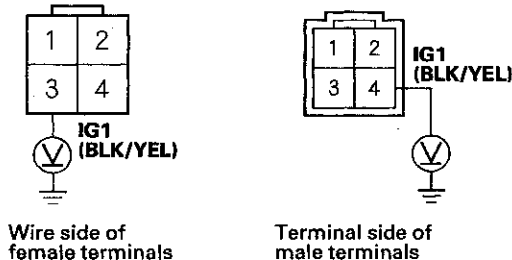 1 2
3 4
IG1
(BLK/YEL)
V
Wire side of
female terminals
1 2
3 4
IG1
(BLK/YEL)
V
Terminal side of
male terminals